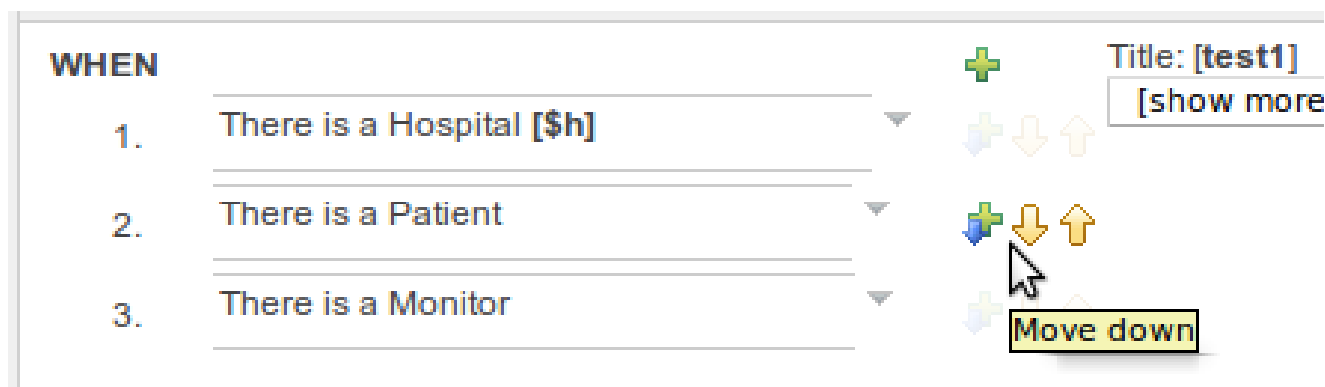 WHEN
Title: [test1]
[show more
1. There is a Hospital [$h]
2. There is a Patient
3. There is a Monitor
Move down